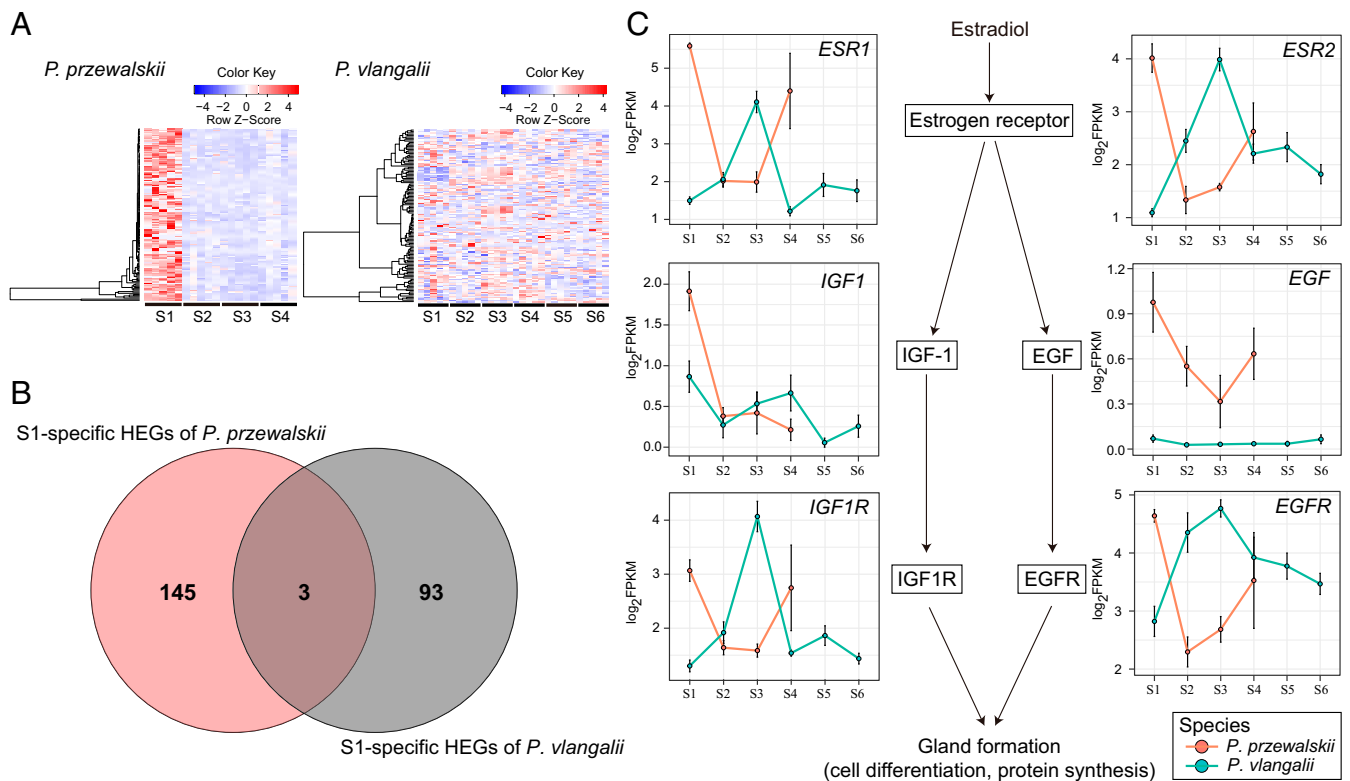 A
P. przewalskii
Color Key
−4 −2 0 2 4
Row Z-Score
P. vlangalii
Color Key
−4 −2 0 2 4
Row Z-Score
S1 S2 S3 S4
S1 S2 S3 S4 S5 S6
B
S1-specific HEGs of P. przewalskii
145
3
93
S1-specific HEGs of P. vlangalii
C
ESR1
log2FPKM
5
4
3
2
1
S1 S2 S3 S4 S5 S6
IGF1
log2FPKM
2.0
1.5
1.0
0.5
0.0
S1 S2 S3 S4 S5 S6
IGF1R
log2FPKM
4
3
2
S1 S2 S3 S4 S5 S6
Estradiol
Estrogen receptor
IGF-1
EGF
IGF1R
EGFR
Gland formation
(cell differentiation, protein synthesis)
ESR2
log2FPKM
4
3
2
1
S1 S2 S3 S4 S5 S6
EGF
log2FPKM
1.2
0.9
0.6
0.3
0.0
S1 S2 S3 S4 S5 S6
EGFR
log2FPKM
5
4
3
2
S1 S2 S3 S4 S5 S6
Species
P. przewalskii
P. vlangalii